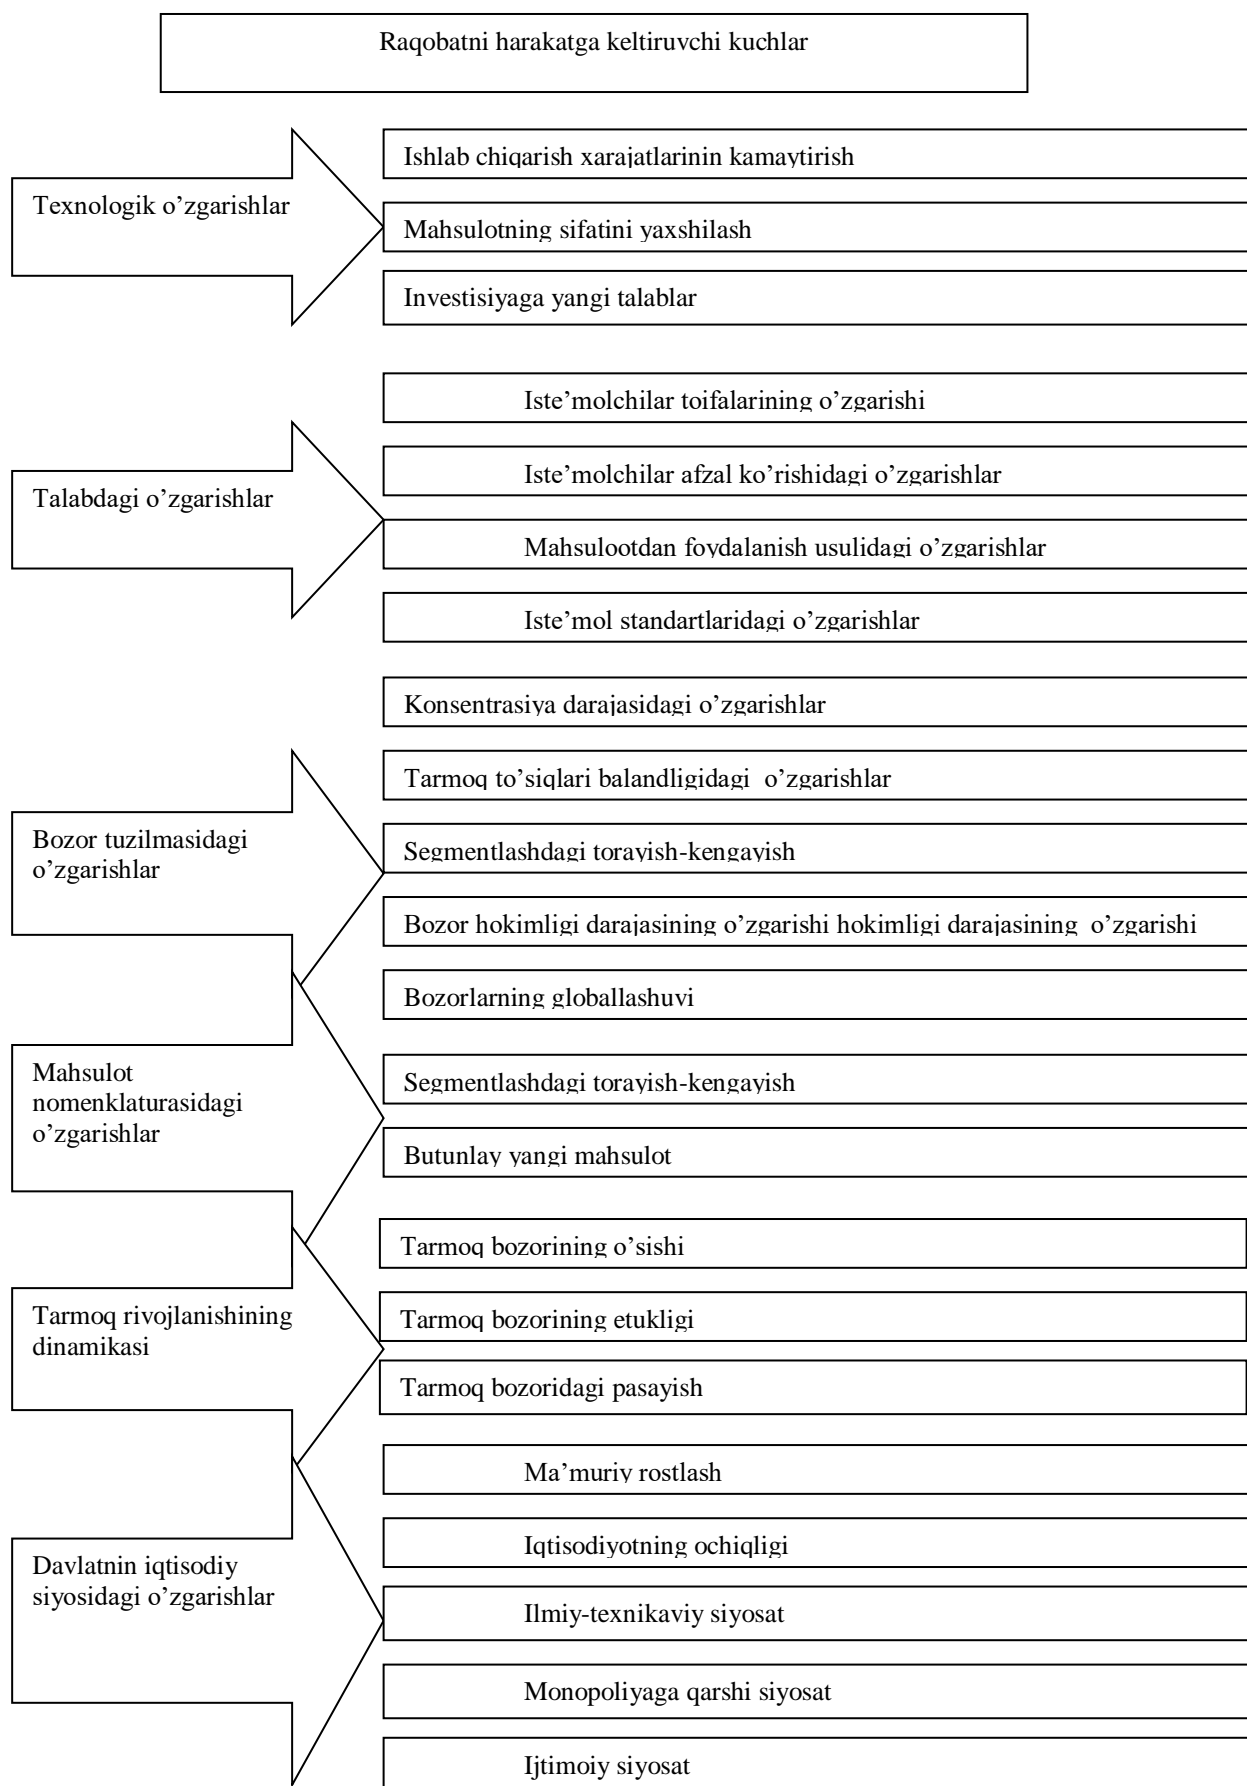 Raqobatni harakatga keltiruvchi kuchlar
Texnologik o’zgarishlar
Ishlab chiqarish xarajatlarinin kamaytirish
Mahsulotning sifatini yaxshilash
Investisiyaga yangi talablar
Talabdagi o’zgarishlar
Iste’molchilar toifalarining o’zgarishi
Iste’molchilar afzal ko’rishidagi o’zgarishlar
Mahsulootdan foydalanish usulidagi o’zgarishlar
Iste’mol standartlaridagi o’zgarishlar
Bozor tuzilmasidagi
o’zgarishlar
Konsentrasiya darajasidagi o’zgarishlar
Tarmoq to’siqlari balandligidagi  o’zgarishlar
Segmentlashdagi torayish-kengayish
Bozor hokimligi darajasining o’zgarishi hokimligi darajasining  o’zgarishi
Bozorlarning globallashuvi
Mahsulot
nomenklaturasidagi
o’zgarishlar
Segmentlashdagi torayish-kengayish
Butunlay yangi mahsulot
Tarmoq rivojlanishining
dinamikasi
Tarmoq bozorining o’sishi
Tarmoq bozorining etukligi
Tarmoq bozoridagi pasayish
Davlatnin iqtisodiy
siyosidagi o’zgarishlar
Ma’muriy rostlash
Iqtisodiyotning ochiqligi
Ilmiy-texnikaviy siyosat
Monopoliyaga qarshi siyosat
Ijtimoiy siyosat